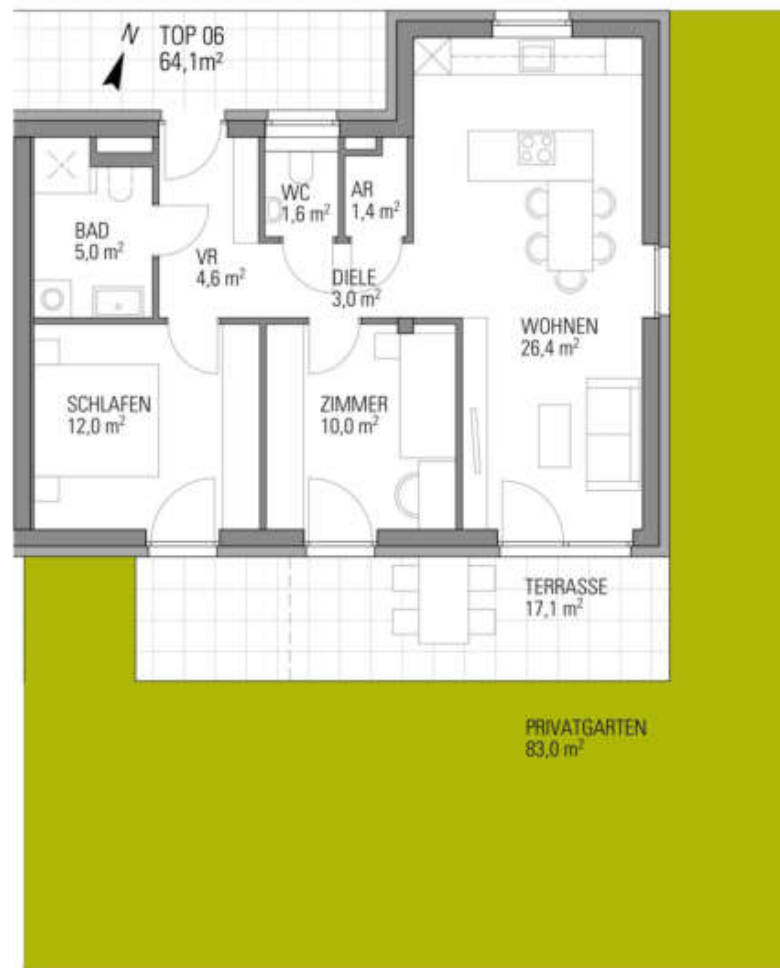 N
TOP 06
64,1m²
WC
1,6 m²
AR
1,4 m²
BAD
5,0 m²
VR
4,6 m²
DIELE
3,0 m²
WOHNEN
26,4 m²
SCHLAFEN
12,0 m²
ZIMMER
10,0 m²
TERRASSE
17,1 m²
PRIVATGARTEN
83,0 m²